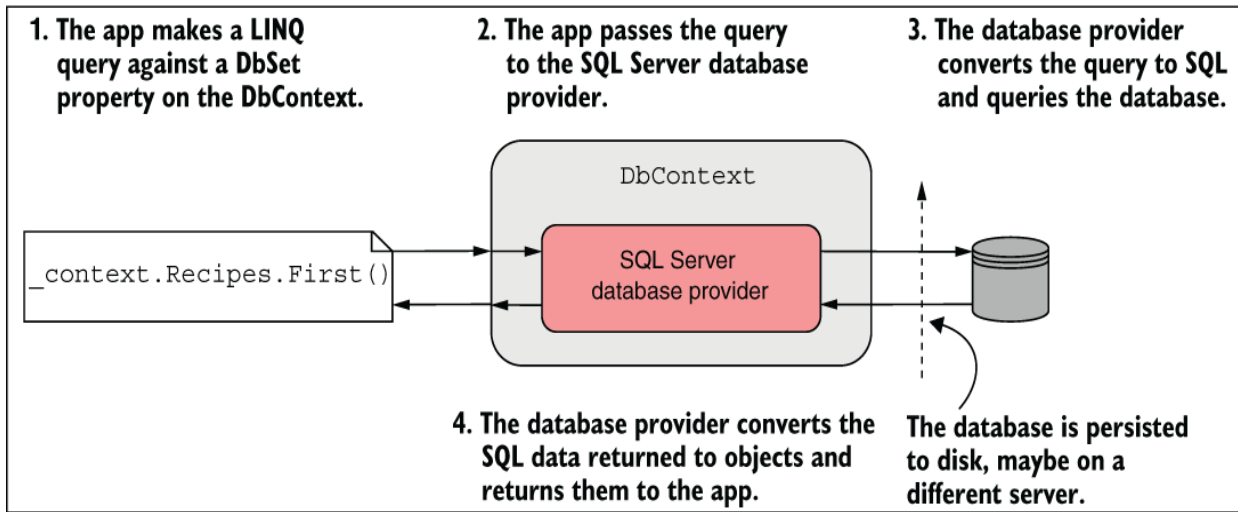 1. The app makes a LINQ
query against a DbSet
property on the DbContext.
2. The app passes the query
to the SQL Server database
provider.
3. The database provider
converts the query to SQL
and queries the database.
DbContext
_context.Recipes.First()
SQL Server
database provider
4. The database provider converts the
SQL data returned to objects and
returns them to the app.
The database is persisted
to disk, maybe on a
different server.